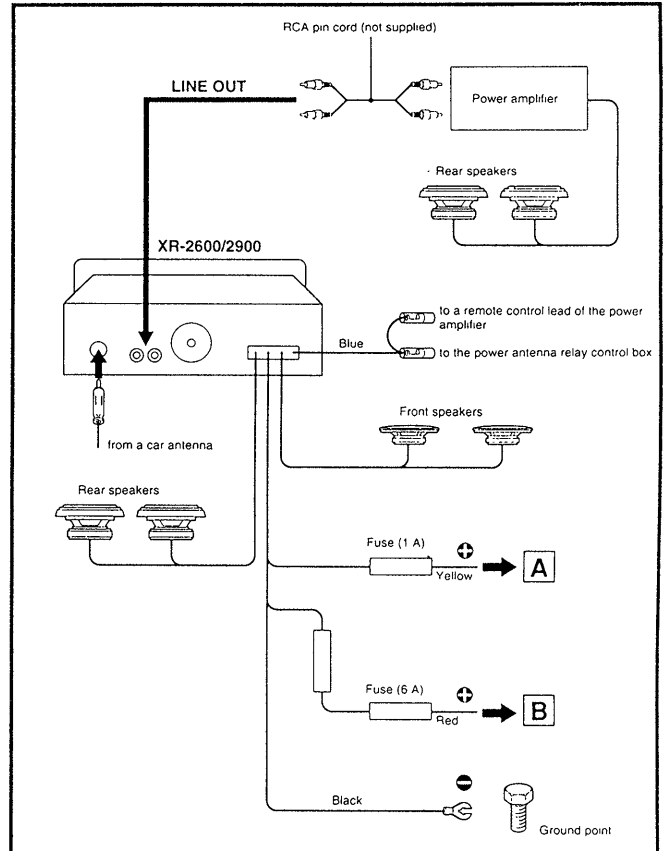 RCA pin cord (not supplied)
LINE OUT
Power amplifier
Rear speakers
XR-2600/2900
to a remote control lead of the power
amplifier
Blue
to the power antenna relay control box
Front speakers
from a car antenna
Rear speakers
Fuse (1 A)
Yellow
A
Fuse (6 A)
Red
B
Black
Ground point